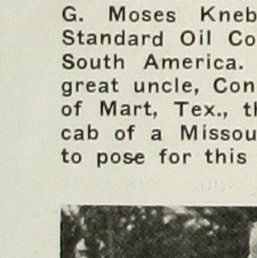 G. Moses Kneb
Standard Oil Co
South America.
great uncle, Con
of Mart, Tex., th
cab of a Missou
to pose for this